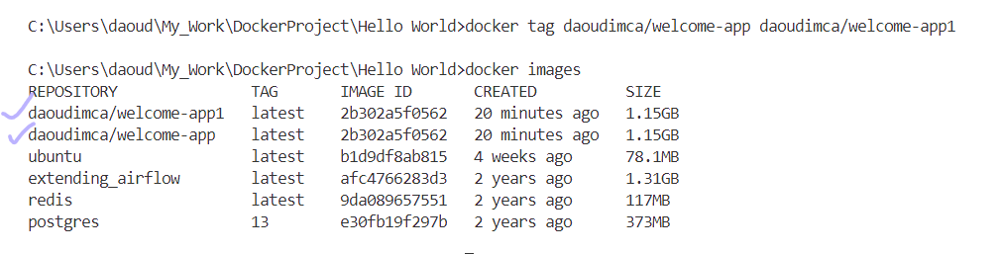 C:\Users\daoud\My_Work\DockerProject\Hello World>docker tag daoudimca/welcome-app daoudimca/welcome-app1
C:\Users\daoud\My_Work\DockerProject\Hello World>docker images
REPOSITORY TAG IMAGE ID CREATED SIZE
daoudimca/welcome-app1 latest 2b302a5f0562 20 minutes ago 1.15GB
daoudimca/welcome-app latest 2b302a5f0562 20 minutes ago 1.15GB
ubuntu latest b1d9df8ab815 4 weeks ago 78.1MB
extending_airflow latest afc4766283d3 2 years ago 1.31GB
redis latest 9da089657551 2 years ago 117MB
postgres 13 e30fb19f297b 2 years ago 373MB